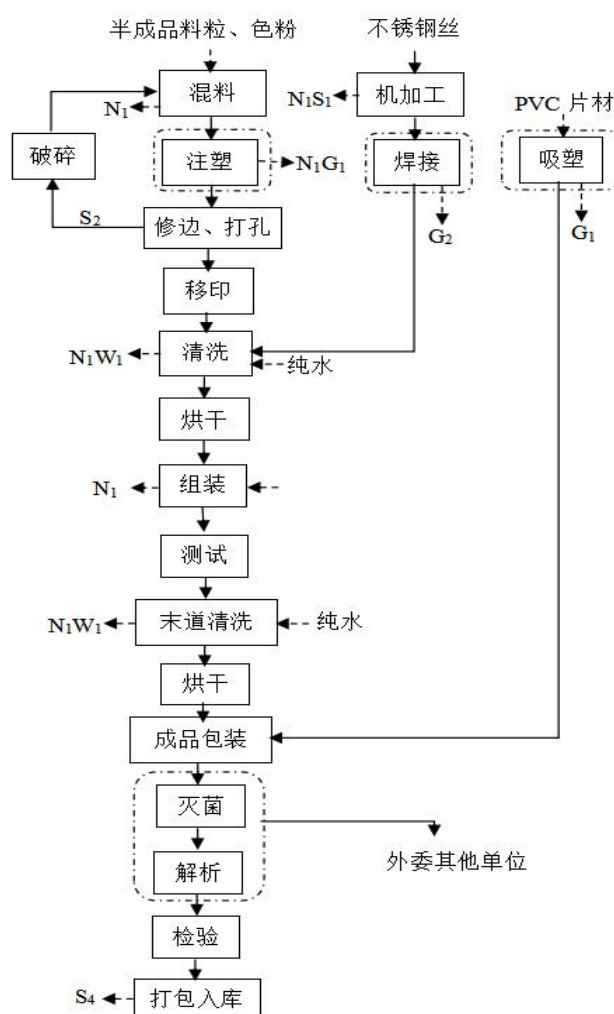 半成品料粒、色粉
不锈钢丝
N₁
混料
N₁S₁
机加工
PVC 片材
破碎
注塑
N₁G₁
焊接
吸塑
S₂
修边、打孔
G₂
G₁
移印
N₁W₁
清洗
纯水
烘干
N₁
组装
测试
N₁W₁
末道清洗
纯水
烘干
成品包装
灭菌
外委其他单位
解析
检验
S₄
打包入库